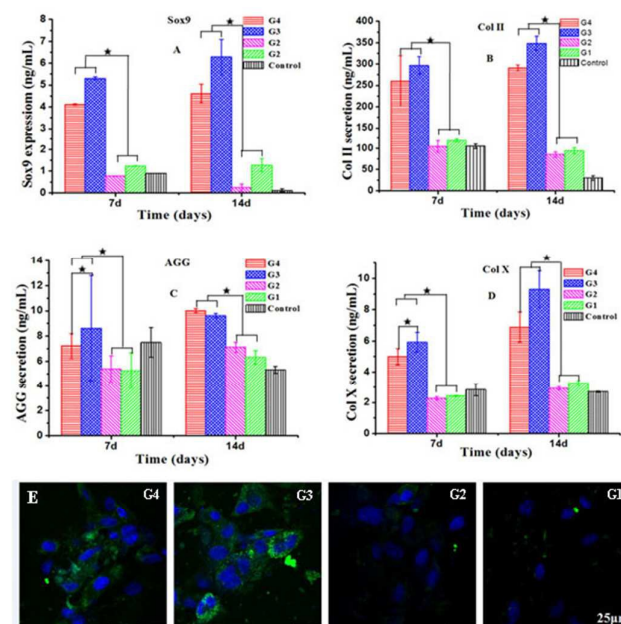 Sox9
A
G4
G3
G2
G2
Control
Sox9 expression (ng/mL)
8
7
6
5
4
3
2
1
0
7d
14d
Time (days)
Col II
B
G4
G3
G2
G1
Control
Col II secretion (ng/mL)
400
350
300
250
200
150
100
50
0
7d
14d
Time (days)
AGG
C
G4
G3
G2
G1
Control
AGG secretion (ng/mL)
14
12
10
8
6
4
2
0
7d
14d
Time (days)
Col X
D
G4
G3
G2
G1
Control
Col X secretion (ng/mL)
10
8
6
4
2
0
7d
14d
Time (days)
E
G4
G3
G2
G1
25μm